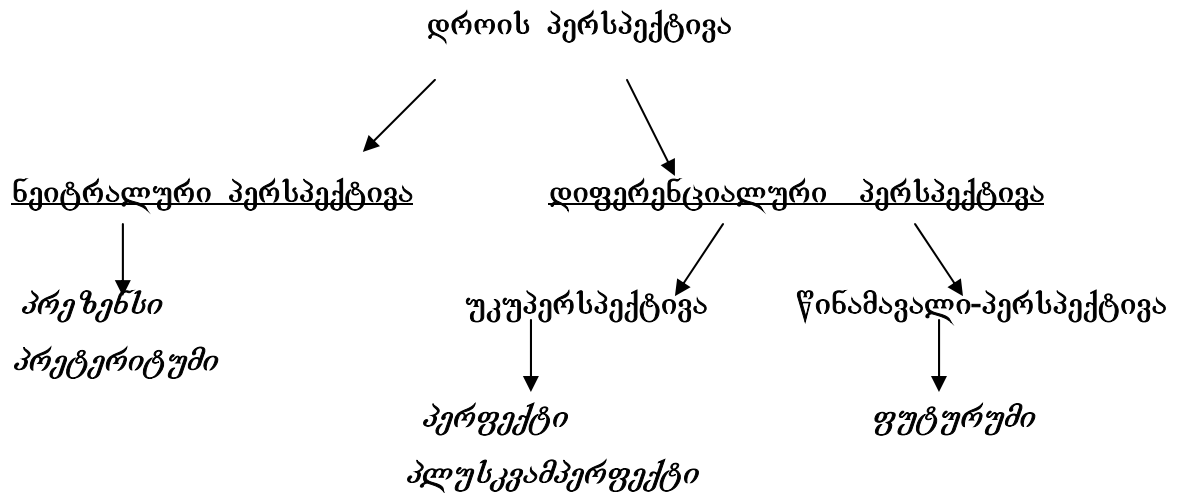 დროის პერსპექტივა
ნეიტრალური პერსპექტივა დიფერენციალური პერსპექტივა
პრეზენსი უკუპერსპექტივა წინამავალი-პერსპექტივა
პრეტერიტუმი
პერფექტი ფუტურუმი
პლუსკვამპერფექტი